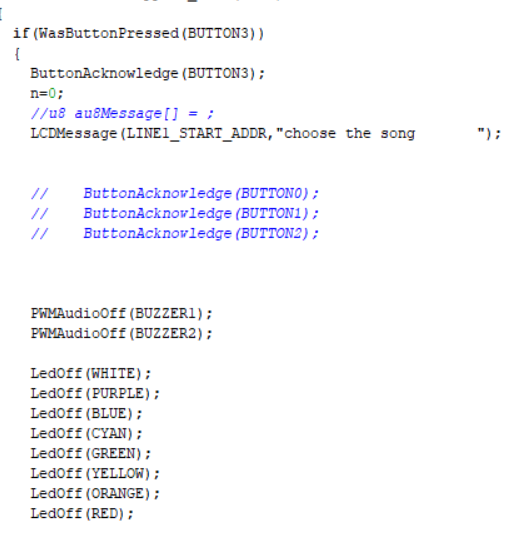 {
if(WasButtonPressed(BUTTON3))
{
ButtonAcknowledge(BUTTON3);
n=0;
//u8 au8Message[] = ;
LCDMessage(LINE1_START_ADDR,"choose the song       ");
//    ButtonAcknowledge(BUTTON0);
//    ButtonAcknowledge(BUTTON1);
//    ButtonAcknowledge(BUTTON2);
PWMAudioOff(BUZZER1);
PWMAudioOff(BUZZER2);
LedOff(WHITE);
LedOff(PURPLE);
LedOff(BLUE);
LedOff(CYAN);
LedOff(GREEN);
LedOff(YELLOW);
LedOff(ORANGE);
LedOff(RED);